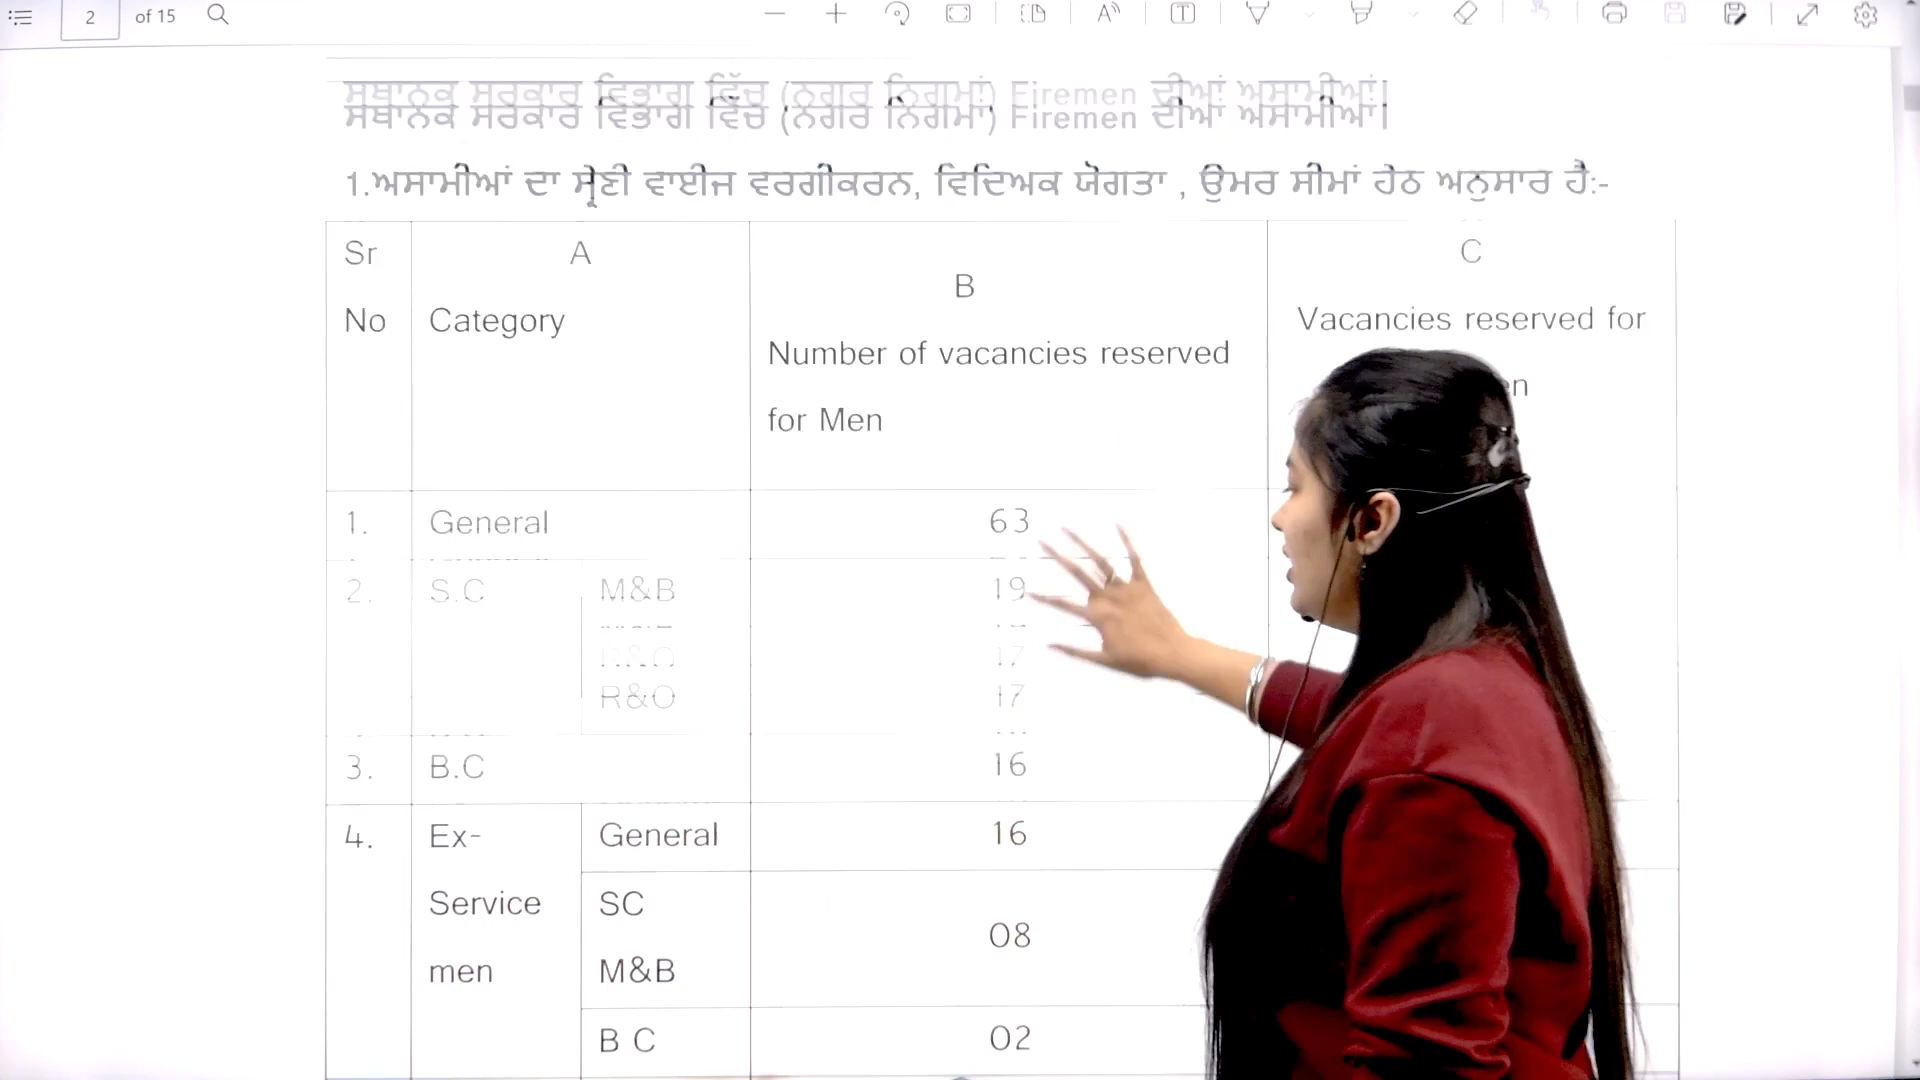 2 of 15
ਸਥਾਨਕ ਸਰਕਾਰ ਵਿਭਾਗ ਵਿੱਚ (ਨਗਰ ਨਿਗਮਾਂ) Firemen ਦੀਆਂ ਅਸਾਮੀਆਂ|
1.ਅਸਾਮੀਆਂ ਦਾ ਸ਼੍ਰੇਣੀ ਵਾਈਜ ਵਰਗੀਕਰਨ, ਵਿਦਿਅਕ ਯੋਗਤਾ , ਉਮਰ ਸੀਮਾਂ ਹੇਠ ਅਨੁਸਾਰ ਹੈ:-
Sr No
A
Category
B
Number of vacancies reserved
for Men
C
Vacancies reserved for
1. General 63
2. S.C M&B 19
R&O 17
3. B.C 16
4. Ex- General 16
Service SC
men M&B 08
B C 02